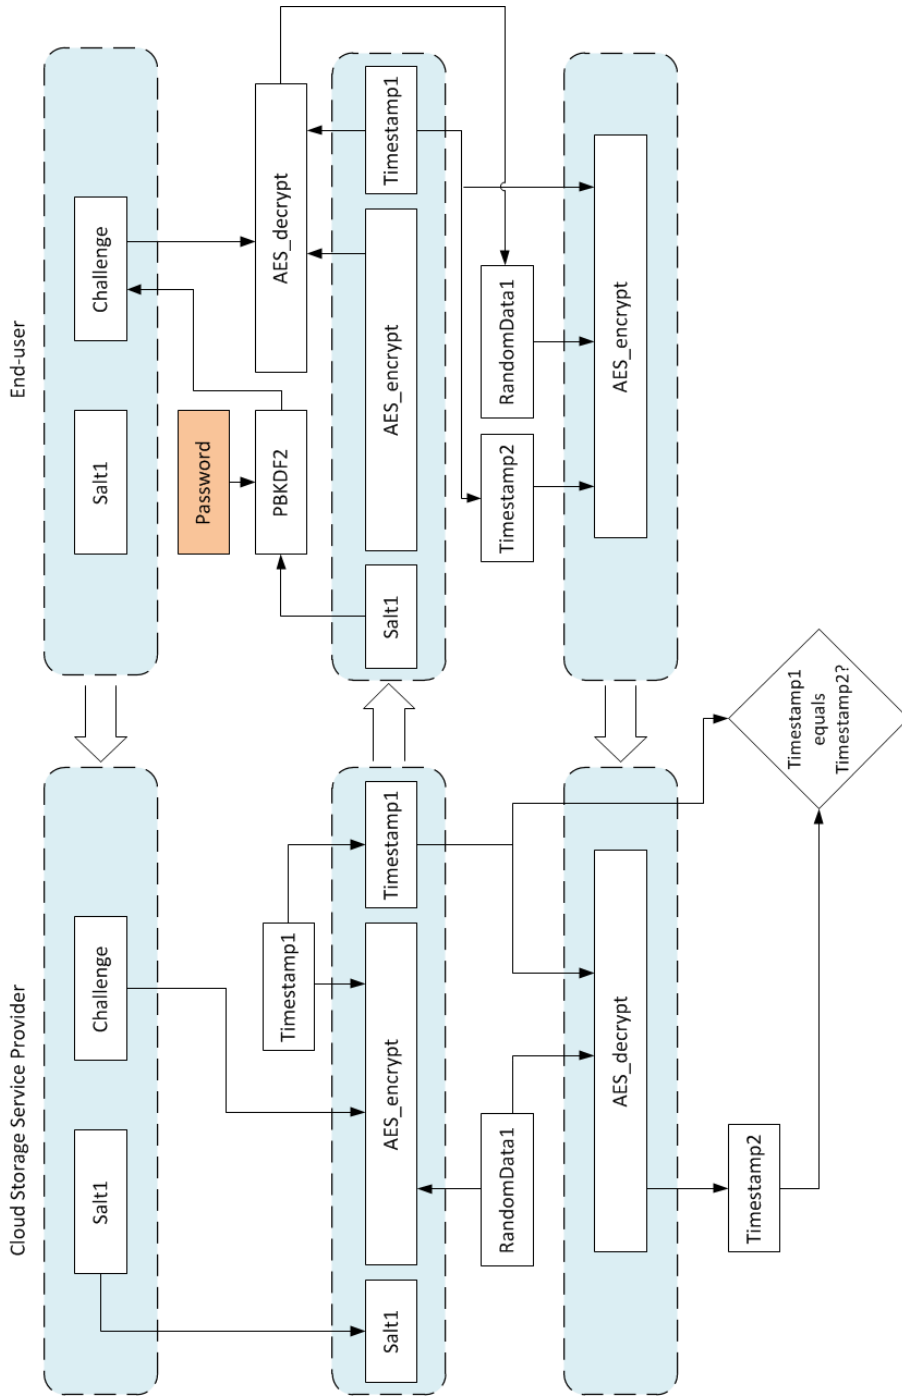 Cloud Storage Service Provider
End-user
Salt1
Challenge
Salt1
Challenge
Password
Timestamp1
PBKDF2
AES_decrypt
Salt1
AES_encrypt
Timestamp1
Salt1
AES_encrypt
Timestamp1
RandomData1
Timestamp2
RandomData1
AES_decrypt
AES_encrypt
Timestamp2
Timestamp1
equals
Timestamp2?